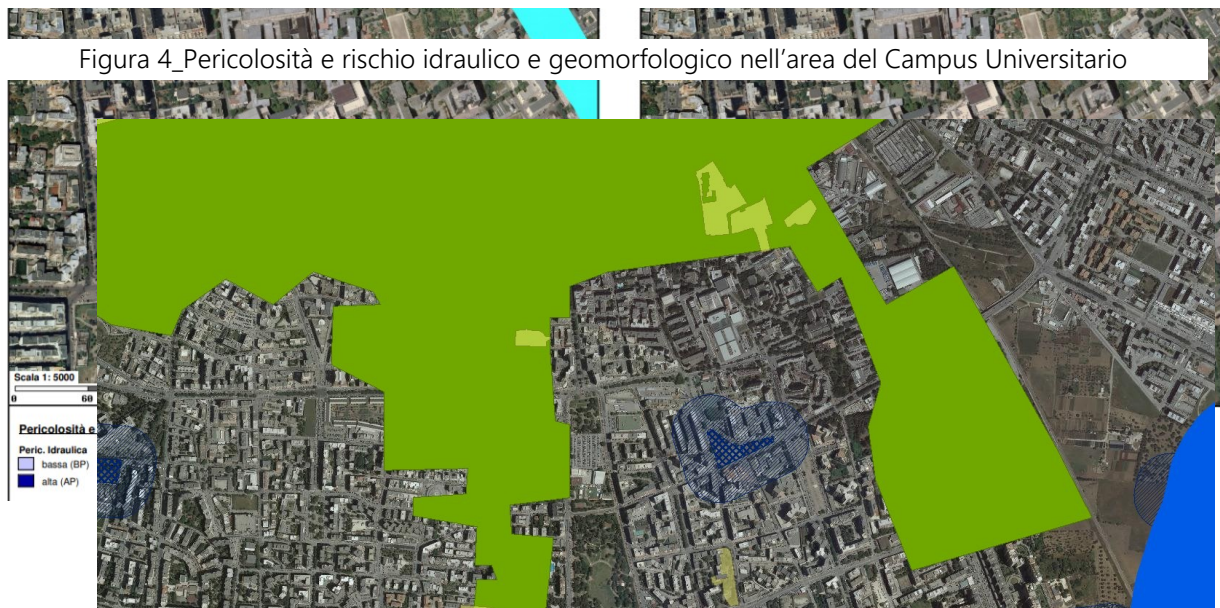 Figura 4_Pericolosità e rischio idraulico e geomorfologico nell'area del Campus Universitario
Scala 1: 5000
0 60
Pericolosità e
Peric. Idraulica
bassa (BP)
alta (AP)